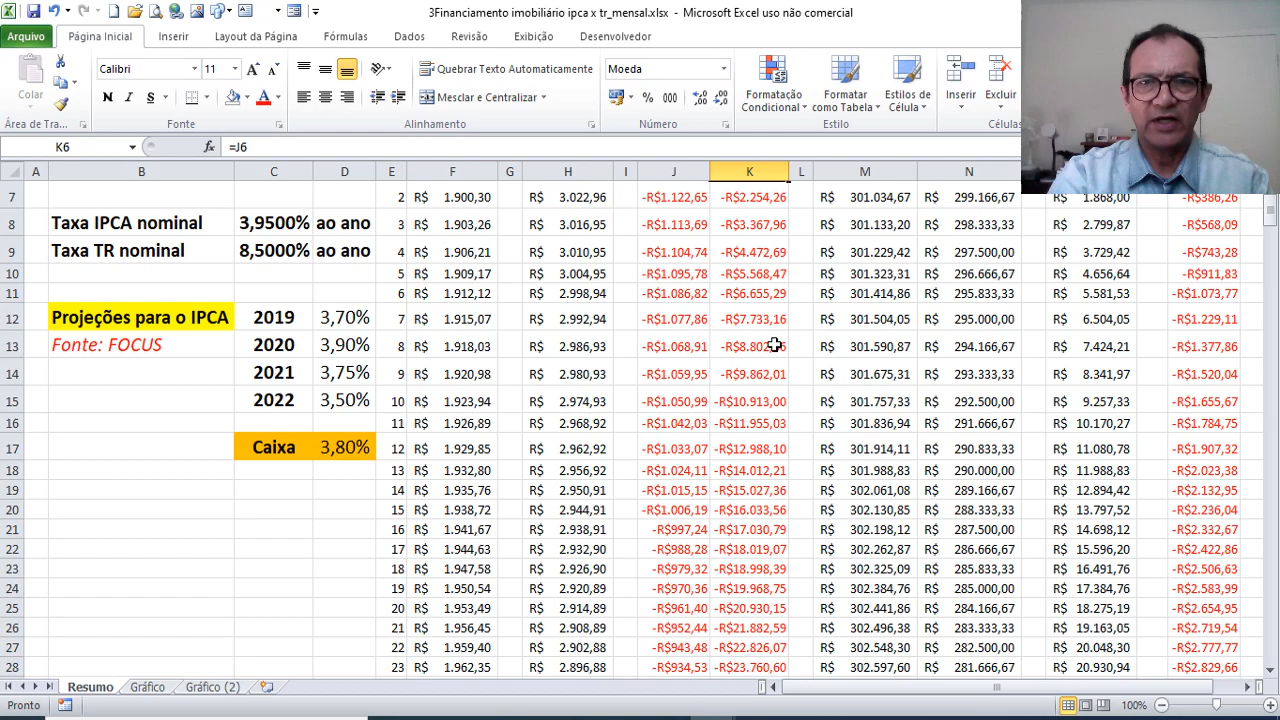 3Financiamento imobiliário ipca x tr_mensal.xlsx - Microsoft Excel uso não comercial
Arquivo Página Inicial Inserir Layout da Página Fórmulas Dados Revisão Exibição Desenvolvedor
Colar Calibri 11 Quebrar Texto Automaticamente Moeda
N I S Mesclar e Centralizar % 000 Formatação Condicional Formatar como Tabela Estilos de Célula Inserir Excluir
Área de Tra... Fonte Alinhamento Número Estilo Células
K6 fx =J6
A B C D E F G H I J K L M N
7 2 R$ 1.900,30 R$ 3.022,96 -R$1.122,65 -R$2.254,26 R$ 301.034,67 R$ 299.166,67 R$ 1.868,00 -R$386,26
8 Taxa IPCA nominal 3,9500% ao ano 3 R$ 1.903,26 R$ 3.016,95 -R$1.113,69 -R$3.367,96 R$ 301.133,20 R$ 298.333,33 R$ 2.799,87 -R$568,09
9 Taxa TR nominal 8,5000% ao ano 4 R$ 1.906,21 R$ 3.010,95 -R$1.104,74 -R$4.472,69 R$ 301.229,42 R$ 297.500,00 R$ 3.729,42 -R$743,28
10 5 R$ 1.909,17 R$ 3.004,95 -R$1.095,78 -R$5.568,47 R$ 301.323,31 R$ 296.666,67 R$ 4.656,64 -R$911,83
11 6 R$ 1.912,12 R$ 2.998,94 -R$1.086,82 -R$6.655,29 R$ 301.414,86 R$ 295.833,33 R$ 5.581,53 -R$1.073,77
12 Projeções para o IPCA 2019 3,70% 7 R$ 1.915,07 R$ 2.992,94 -R$1.077,86 -R$7.733,16 R$ 301.504,05 R$ 295.000,00 R$ 6.504,05 -R$1.229,11
13 Fonte: FOCUS 2020 3,90% 8 R$ 1.918,03 R$ 2.986,93 -R$1.068,91 R$ 301.590,87 R$ 294.166,67 R$ 7.424,21 -R$1.377,86
14 2021 3,75% 9 R$ 1.920,98 R$ 2.980,93 -R$1.059,95 -R$9.862,01 R$ 301.675,31 R$ 293.333,33 R$ 8.341,97 -R$1.520,04
15 2022 3,50% 10 R$ 1.923,94 R$ 2.974,93 -R$1.050,99 -R$10.913,00 R$ 301.757,33 R$ 292.500,00 R$ 9.257,33 -R$1.655,67
16 11 R$ 1.926,89 R$ 2.968,92 -R$1.042,03 -R$11.955,03 R$ 301.836,94 R$ 291.666,67 R$ 10.170,27 -R$1.784,75
17 Caixa 3,80% 12 R$ 1.929,85 R$ 2.962,92 -R$1.033,07 -R$12.988,10 R$ 301.914,11 R$ 290.833,33 R$ 11.080,78 -R$1.907,32
18 13 R$ 1.932,80 R$ 2.956,92 -R$1.024,11 -R$14.012,21 R$ 301.988,83 R$ 290.000,00 R$ 11.988,83 -R$2.023,38
19 14 R$ 1.935,76 R$ 2.950,91 -R$1.015,15 -R$15.027,36 R$ 302.061,08 R$ 289.166,67 R$ 12.894,42 -R$2.132,95
20 15 R$ 1.938,72 R$ 2.944,91 -R$1.006,19 -R$16.033,56 R$ 302.130,85 R$ 288.333,33 R$ 13.797,52 -R$2.236,04
21 16 R$ 1.941,67 R$ 2.938,91 -R$997,24 -R$17.030,79 R$ 302.198,12 R$ 287.500,00 R$ 14.698,12 -R$2.332,67
22 17 R$ 1.944,63 R$ 2.932,90 -R$988,28 -R$18.019,07 R$ 302.262,87 R$ 286.666,67 R$ 15.596,20 -R$2.422,86
23 18 R$ 1.947,58 R$ 2.926,90 -R$979,32 -R$18.998,39 R$ 302.325,09 R$ 285.833,33 R$ 16.491,76 -R$2.506,63
24 19 R$ 1.950,54 R$ 2.920,89 -R$970,36 -R$19.968,75 R$ 302.384,76 R$ 285.000,00 R$ 17.384,76 -R$2.583,99
25 20 R$ 1.953,49 R$ 2.914,89 -R$961,40 -R$20.930,15 R$ 302.441,86 R$ 284.166,67 R$ 18.275,19 -R$2.654,95
26 21 R$ 1.956,45 R$ 2.908,89 -R$952,44 -R$21.882,59 R$ 302.496,38 R$ 283.333,33 R$ 19.163,05 -R$2.719,54
27 22 R$ 1.959,40 R$ 2.902,88 -R$943,48 -R$22.826,07 R$ 302.548,30 R$ 282.500,00 R$ 20.048,30 -R$2.777,77
28 23 R$ 1.962,35 R$ 2.896,88 -R$934,53 -R$23.760,60 R$ 302.597,60 R$ 281.666,67 R$ 20.930,94 -R$2.829,66
Resumo Gráfico Gráfico (2)
Pronto 100%